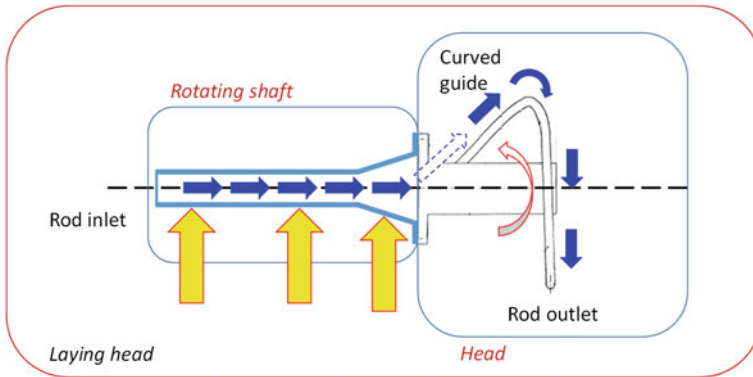 Curved
guide
Rotating shaft
Rod inlet
Rod outlet
Laying head
Head